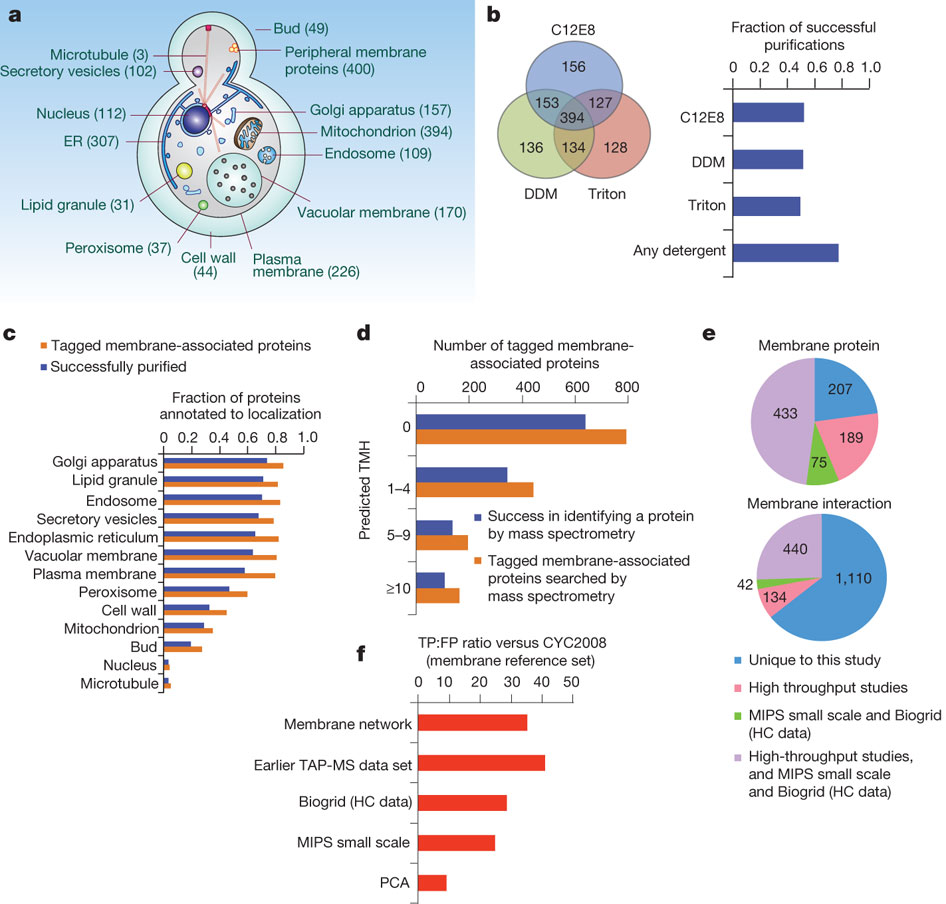 a
Bud (49)
Microtubule (3)
Peripheral membrane
proteins (400)
Secretory vesicles (102)
Nucleus (112)
Golgi apparatus (157)
Mitochondrion (394)
ER (307)
Endosome (109)
Lipid granule (31)
Vacuolar membrane (170)
Peroxisome (37)
Cell wall
(44)
Plasma
membrane (226)
b
C12E8
156
153
127
394
136
134
128
DDM
Triton
Fraction of successful
purifications
0 0.2 0.4 0.6 0.8 1.0
C12E8
DDM
Triton
Any detergent
c
Tagged membrane-associated proteins
Successfully purified
Fraction of proteins
annotated to localization
0 0.2 0.4 0.6 0.8 1.0
Golgi apparatus
Lipid granule
Endosome
Secretory vesicles
Endoplasmic reticulum
Vacuolar membrane
Plasma membrane
Peroxisome
Cell wall
Mitochondrion
Bud
Nucleus
Microtubule
d
Number of tagged membrane-
associated proteins
0 200 400 600 800
Predicted TMH
0
1–4
5–9
≥10
Success in identifying a protein
by mass spectrometry
Tagged membrane-associated
proteins searched by
mass spectrometry
e
Membrane protein
433
207
189
75
Membrane interaction
440
1,110
42
134
Unique to this study
High throughput studies
MIPS small scale and Biogrid
(HC data)
High-throughput studies,
and MIPS small scale
and Biogrid (HC data)
f
TP:FP ratio versus CYC2008
(membrane reference set)
0 10 20 30 40 50
Membrane network
Earlier TAP-MS data set
Biogrid (HC data)
MIPS small scale
PCA